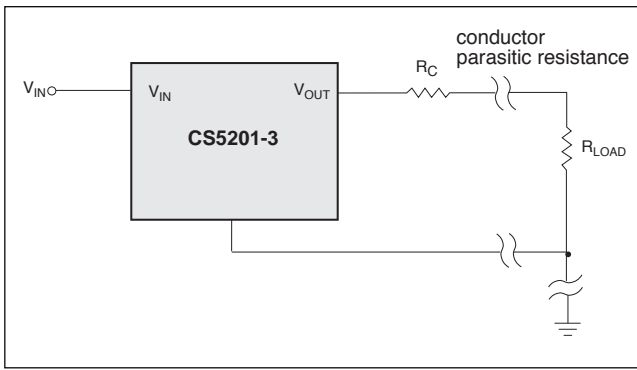 conductor
parasitic resistance
R_C
V_IN
V_IN
V_OUT
CS5201-3
R_LOAD